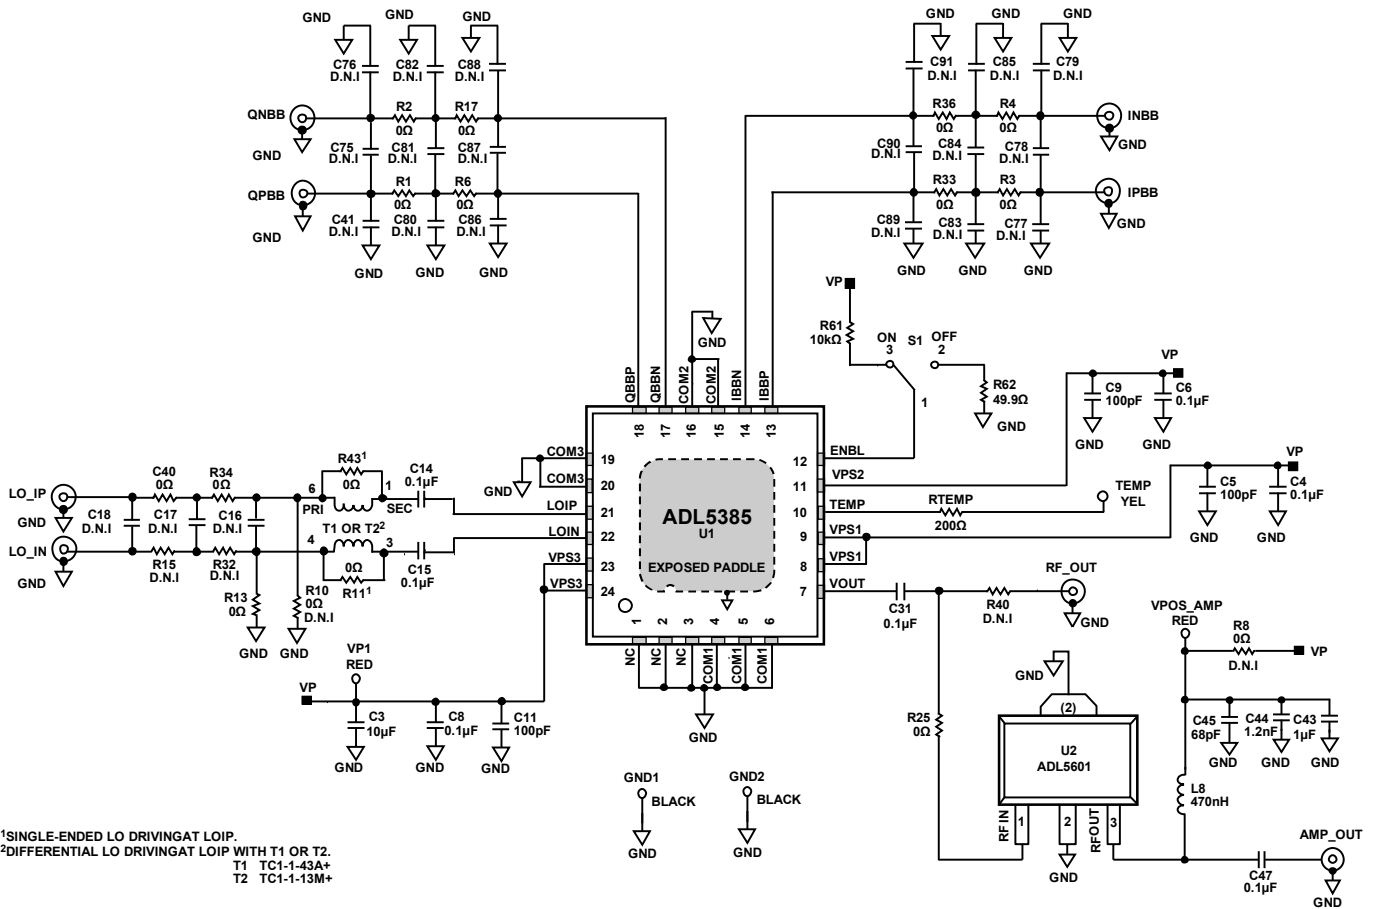 GND GND GND
C76 D.N.I
C82 D.N.I
C88 D.N.I
QNBB
R2 0Ω
R17 0Ω
GND
C75 D.N.I
C81 D.N.I
C87 D.N.I
QPBB
R1 0Ω
R6 0Ω
GND
C41 D.N.I
C80 D.N.I
C86 D.N.I
GND GND GND
GND GND GND
C91 D.N.I
C85 D.N.I
C79 D.N.I
R36 0Ω
R4 0Ω
INBB
GND
C90 D.N.I
C84 D.N.I
C78 D.N.I
R33 0Ω
R3 0Ω
IPBB
GND
C89 D.N.I
C83 D.N.I
C77 D.N.I
GND GND GND
VP
R61 10kΩ
ON 3
S1
OFF 2
1
R62 49.9Ω
GND
GND
VP
C9 100pF
C6 0.1µF
GND GND
QBBP QBBN COM2 COM2 IBBN IBBP
18 17 16 15 14 13
COM3 19
COM3 20
GND
LOIP 21
LOIN 22
VPS3 23
VPS3 24
12 ENBL
11 VPS2
10 TEMP
9 VPS1
8 VPS1
7 VOUT
ADL5385
U1
EXPOSED PADDLE
1 2 3 4 5 6
NC NC NC COM1 COM1 COM1
GND
RTEMP 200Ω
TEMP YEL
VP
C5 100pF
C4 0.1µF
GND GND
LO_IP
GND
LO_IN
GND
C40 0Ω
R34 0Ω
C18 D.N.I
C17 D.N.I
C16 D.N.I
R15 D.N.I
R32 D.N.I
R13 0Ω
R10 0Ω D.N.I
GND GND
R43¹ 0Ω
6 1
PRI SEC
T1 OR T2²
4 3
0Ω
R11¹
C14 0.1µF
C15 0.1µF
VP1 RED
VP
C3 10µF
C8 0.1µF
C11 100pF
GND GND GND
C31 0.1µF
R40 D.N.I
RF_OUT
GND
R25 0Ω
GND
(2)
U2
ADL5601
RFIN 1
2
RFOUT 3
GND
VPOS_AMP RED
R8 0Ω D.N.I
VP
C45 68pF
C44 1.2nF
C43 1µF
GND GND GND
L8 470nH
AMP_OUT
C47 0.1µF
GND
GND1
BLACK
GND
GND2
BLACK
GND
¹SINGLE-ENDED LO DRIVINGAT LOIP.
²DIFFERENTIAL LO DRIVINGAT LOIP WITH T1 OR T2.
T1 TC1-1-43A+
T2 TC1-1-13M+